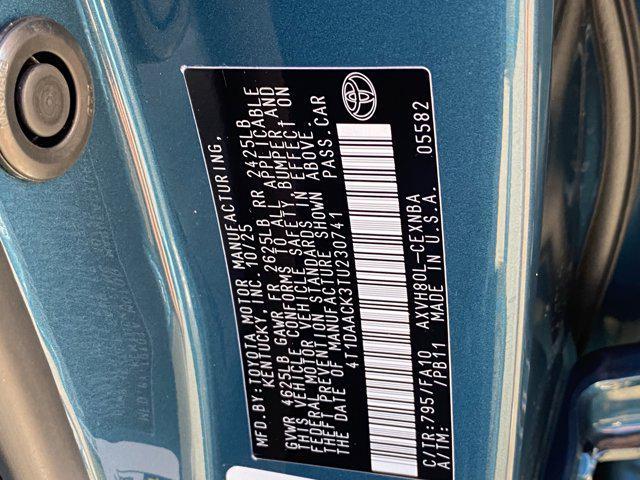 MFD.BY:TOYOTA MOTOR MANUFACTURING,
KENTUCKY, INC. 10/25
GVWR 4625LB GAWR FR 2625LB RR 2425LB
THIS VEHICLE CONFORMS TO ALL APPLICABLE
FEDERAL MOTOR VEHICLE SAFETY, BUMPER AND
THEFT PREVENTION STANDARDS IN EFFECT ON
THE DATE OF MANUFACTURE SHOWN ABOVE.
4T1DAACK3TU230741 PASS.CAR
C/TR:795/FA10 AXVH80L-CEXNBA
A/TM: /PB11 MADE IN U.S.A. 05582